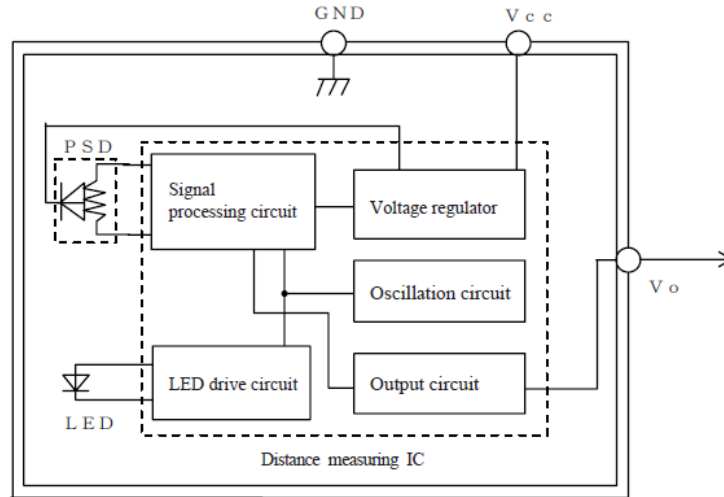 GND
Vcc
PSD
Signal
processing circuit
Voltage regulator
Oscillation circuit
Vo
LED drive circuit
Output circuit
LED
Distance measuring IC